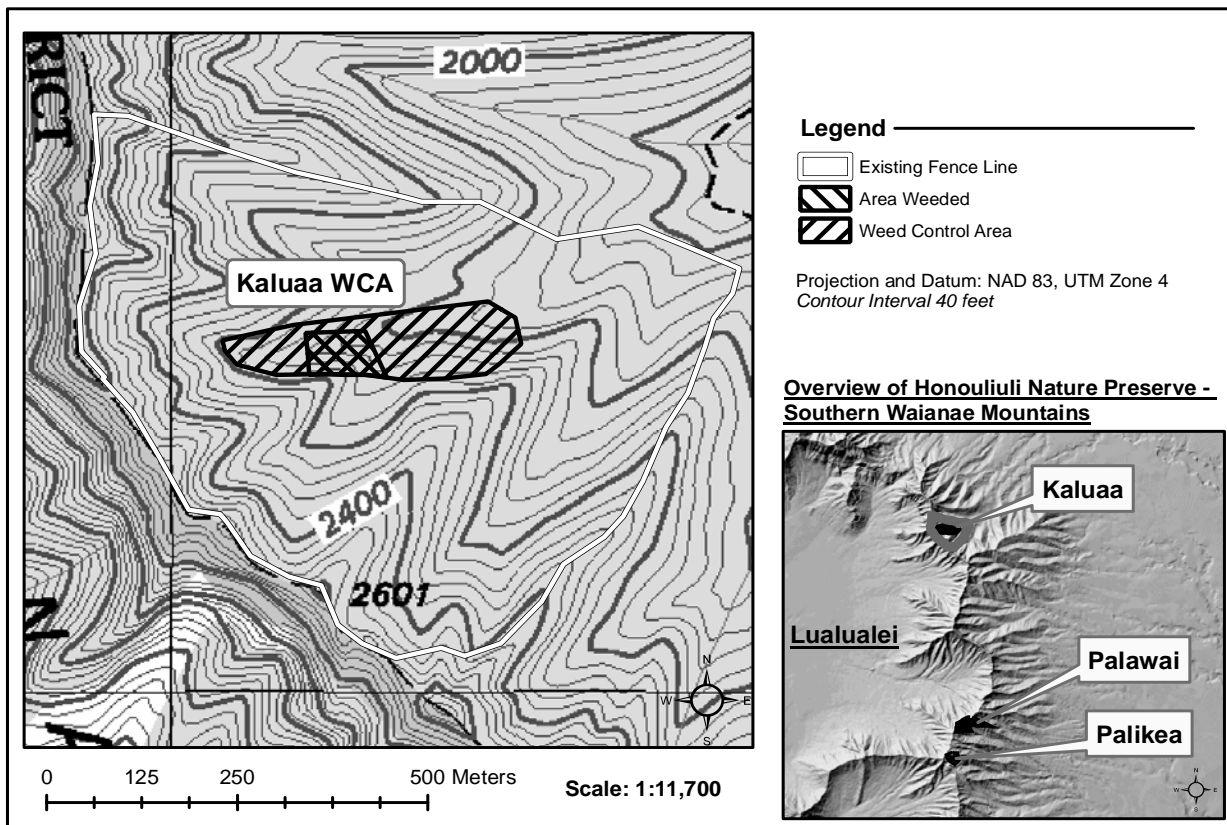 RICT
2000
Kaluaa WCA
2400
2601
N
W
E
S
0 125 250 500 Meters
Scale: 1:11,700
Legend
Existing Fence Line
Area Weeded
Weed Control Area
Projection and Datum: NAD 83, UTM Zone 4
Contour Interval 40 feet
Overview of Honouliuli Nature Preserve -
Southern Waianae Mountains
Kaluaa
Lualualei
Palawai
Palikea
N
W
E
S